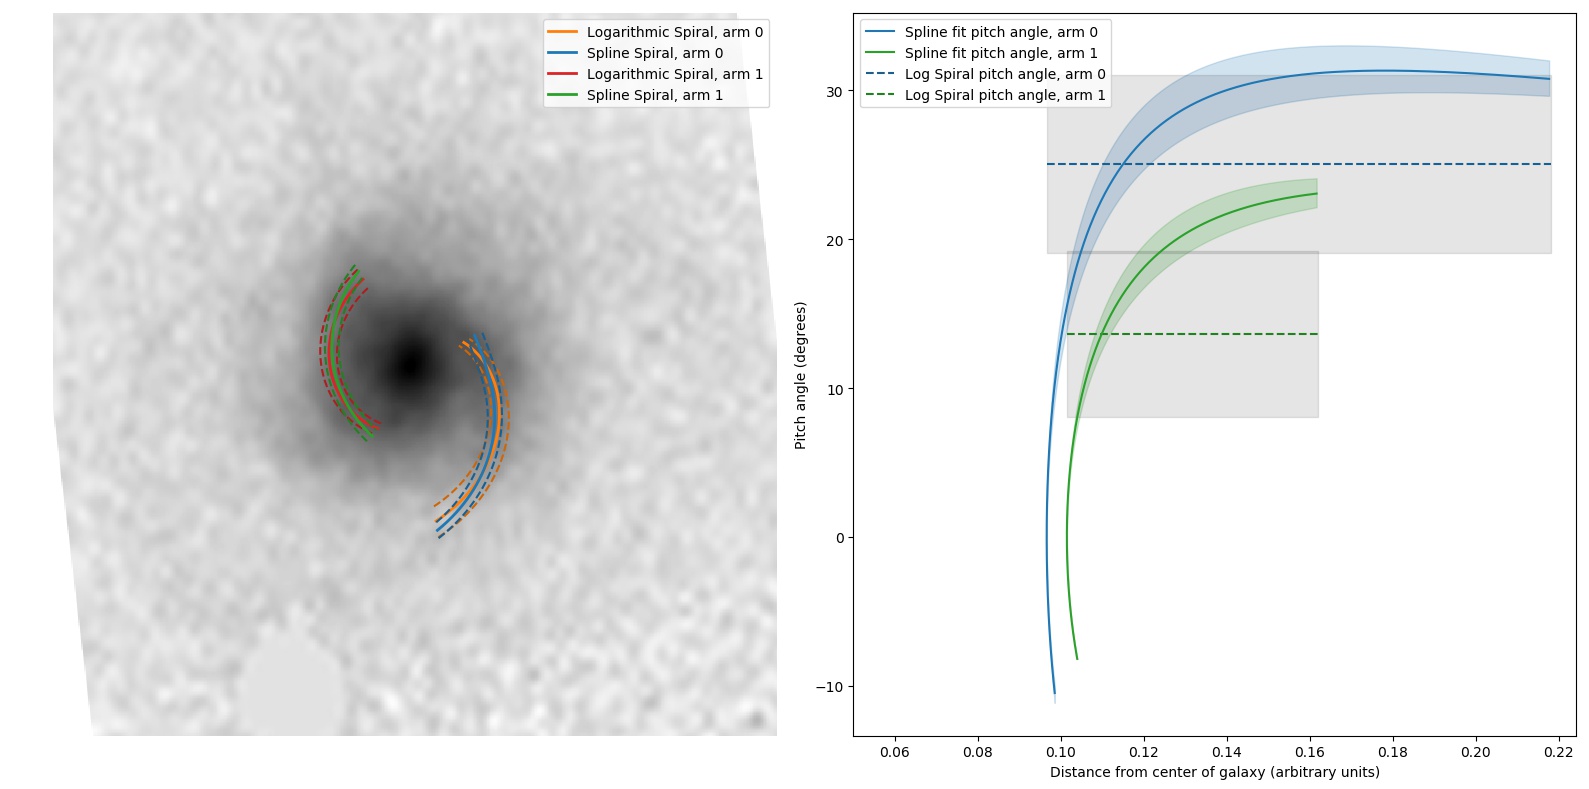 Logarithmic Spiral, arm 0
Spline Spiral, arm 0
Logarithmic Spiral, arm 1
Spline Spiral, arm 1
Spline fit pitch angle, arm 0
Spline fit pitch angle, arm 1
Log Spiral pitch angle, arm 0
Log Spiral pitch angle, arm 1
30
20
10
0
−10
Pitch angle (degrees)
0.06 0.08 0.10 0.12 0.14 0.16 0.18 0.20 0.22
Distance from center of galaxy (arbitrary units)